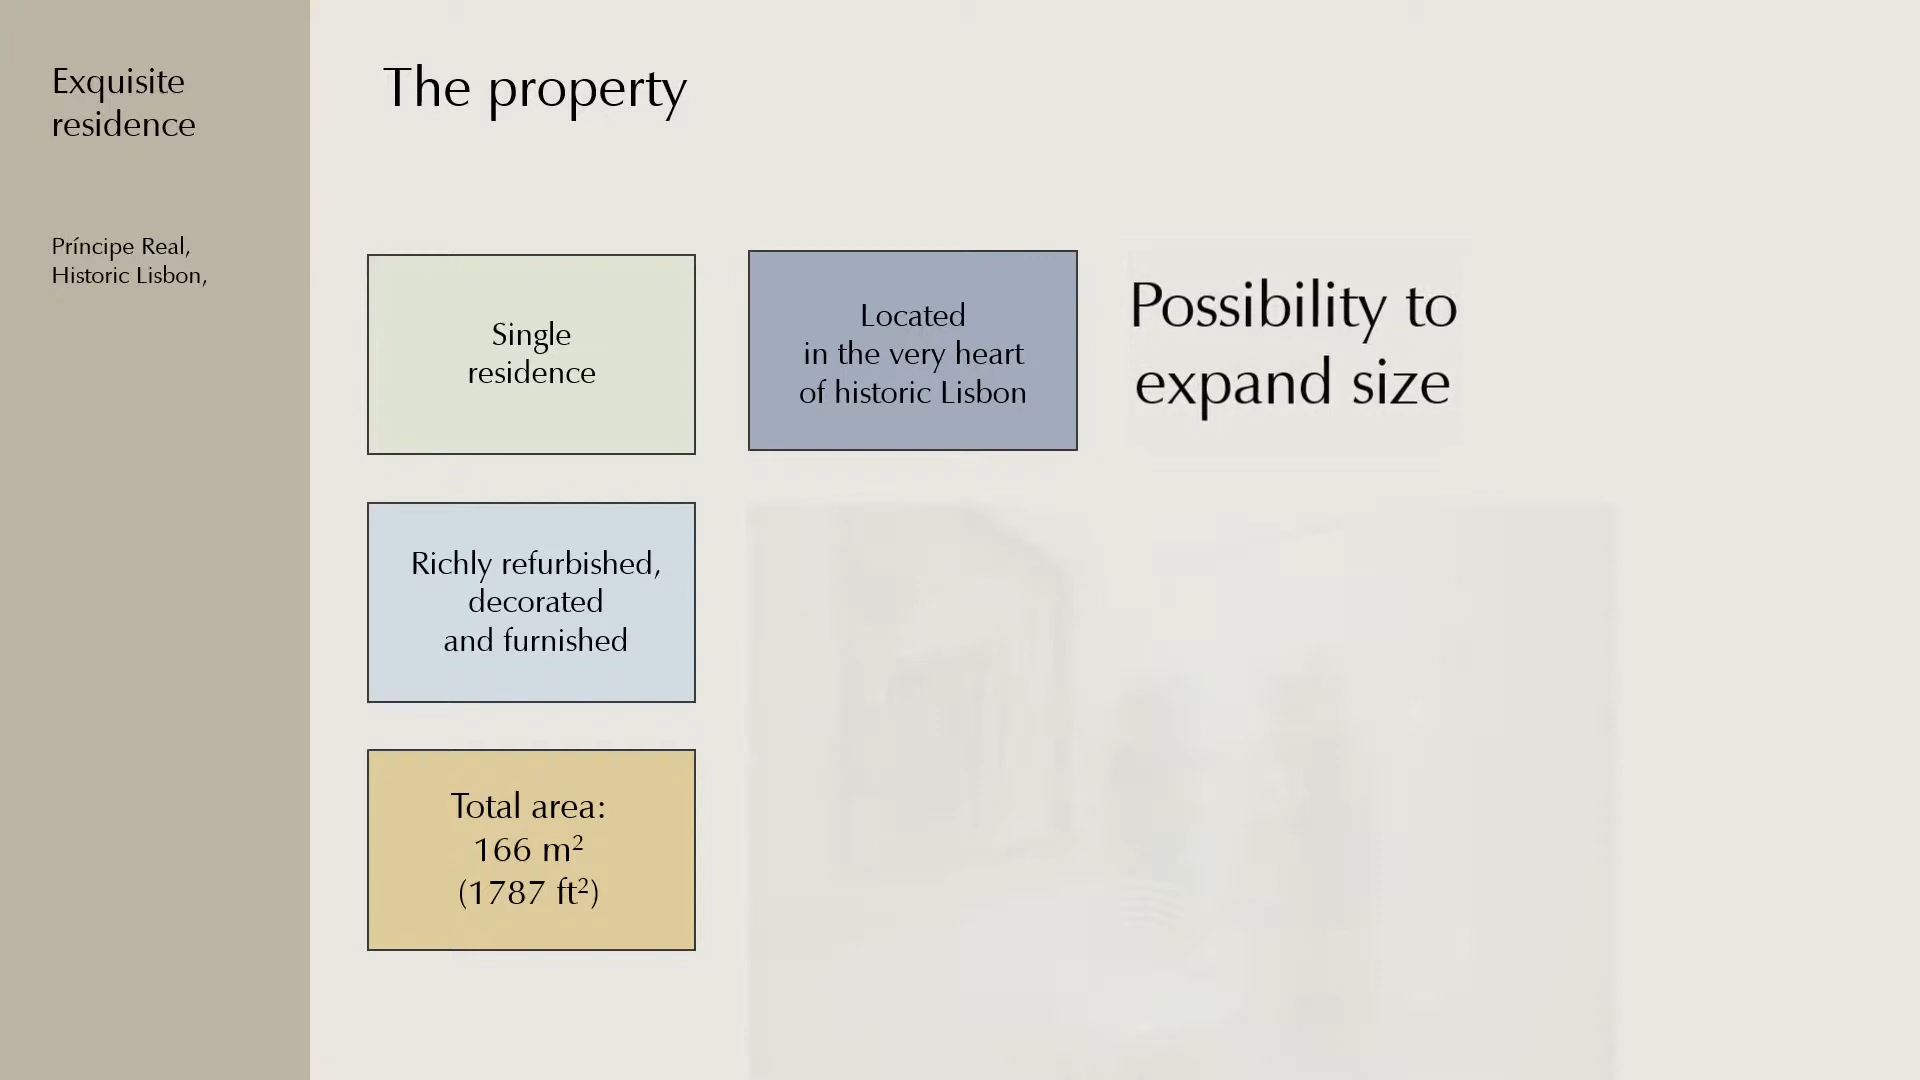 Exquisite
residence
Príncipe Real,
Historic Lisbon,
The property
Single
residence
Located
in the very heart
of historic Lisbon
Possibility to
expand size
Richly refurbished,
decorated
and furnished
Total area:
166 m²
(1787 ft²)